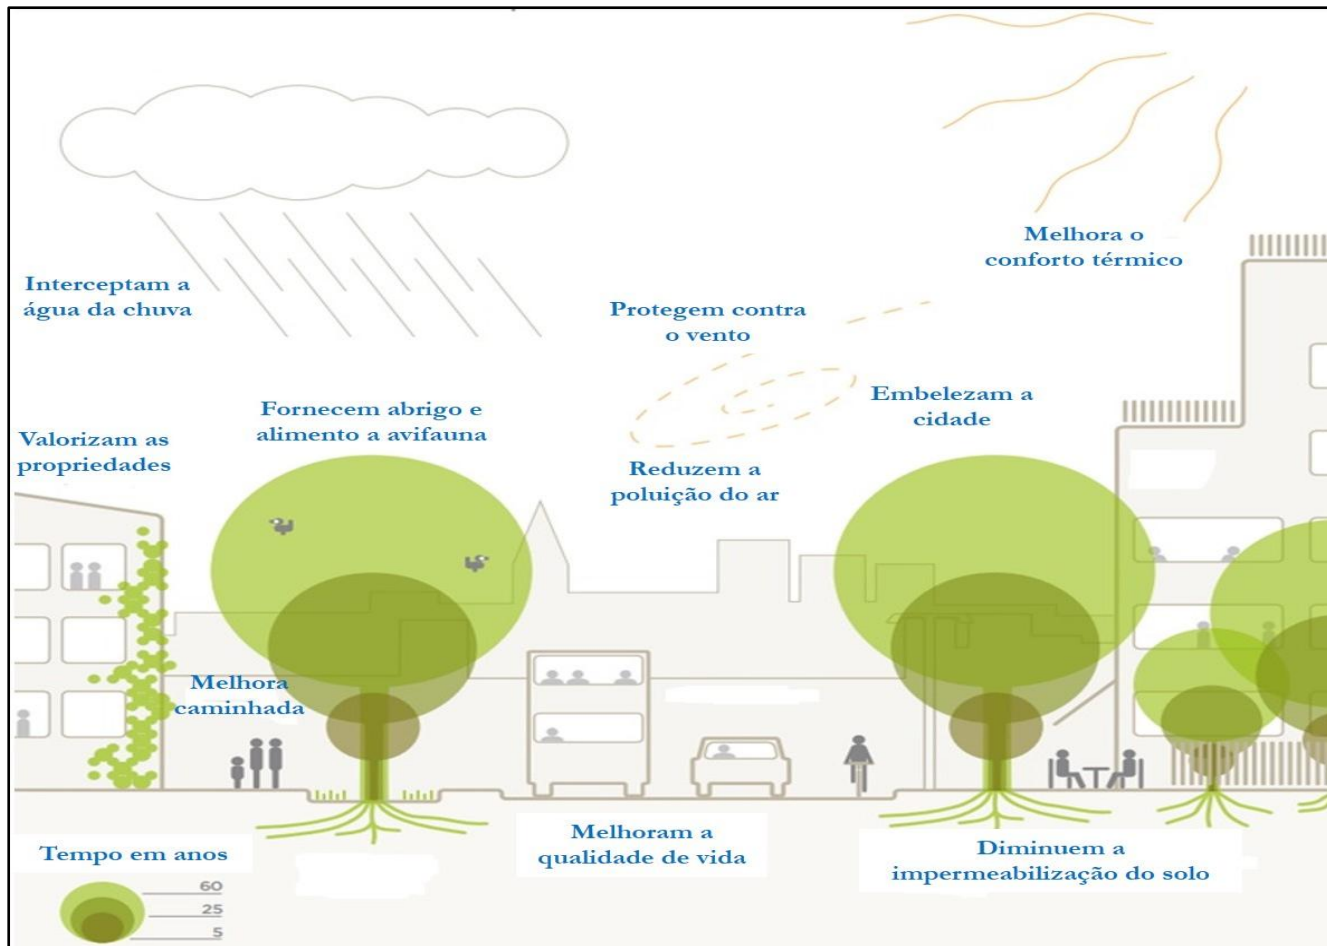 Melhora o
conforto térmico
Interceptam a
água da chuva
Protegem contra
o vento
Embelezam a
cidade
Fornecem abrigo e
alimento a avifauna
Valorizam as
propriedades
Reduzem a
poluição do ar
Melhora
caminhada
Melhoram a
qualidade de vida
Diminuem a
impermeabilização do solo
Tempo em anos
60
25
5